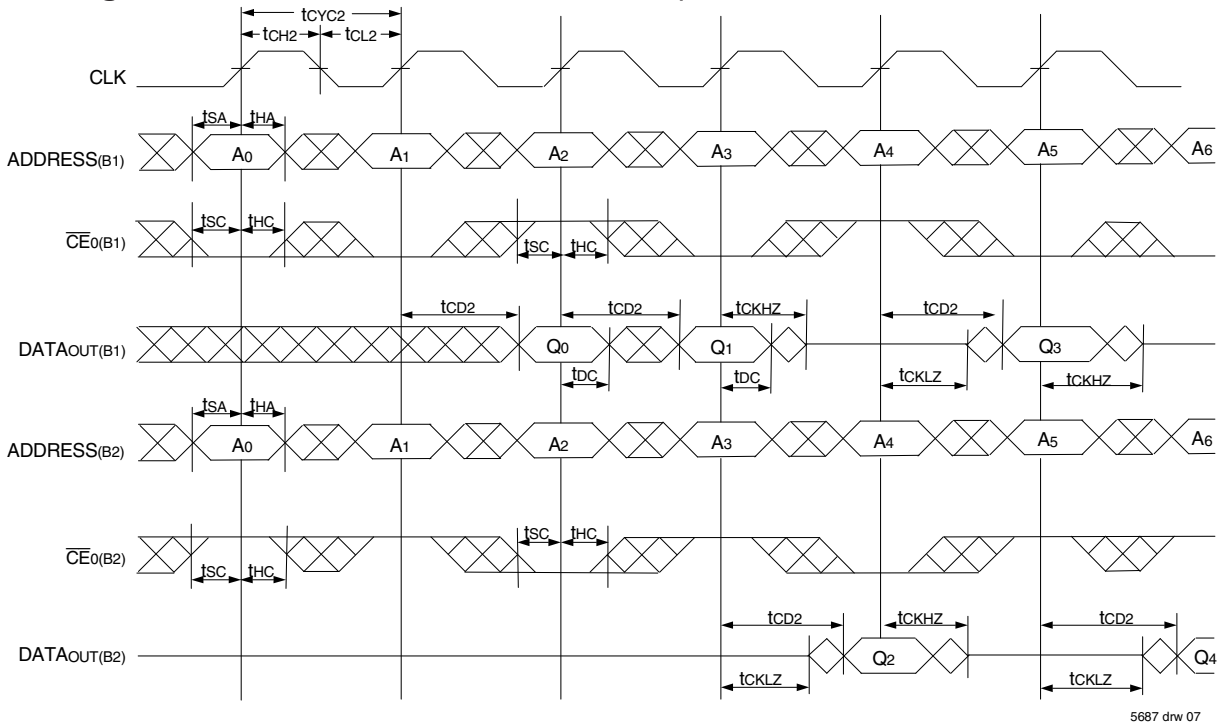 tCYC2
tCH2 tCL2
CLK
tSA tHA
ADDRESS(B1) A0 A1 A2 A3 A4 A5 A6
tSC tHC
CE0(B1)
tSC tHC
tCD2 tCD2 tCKHZ tCD2
DATAOUT(B1) Q0 Q1 Q3
tDC tDC tCKLZ tCKHZ
tSA tHA
ADDRESS(B2) A0 A1 A2 A3 A4 A5 A6
tSC tHC
CE0(B2)
tSC tHC
tCD2 tCKHZ tCD2
DATAOUT(B2) Q2 Q4
tCKLZ tCKLZ
5687 drw 07